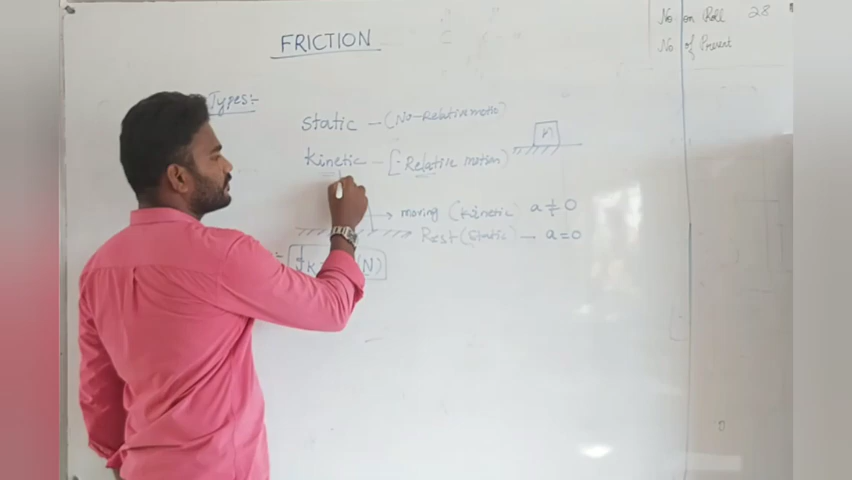 No on Roll 28
No of Present
FRICTION
Types:-
Static - (No-Relative motio)
m
Kinetic - [- Relative motion)
→ moving (Kinetic) a ≠ 0
Rest (Static) - a = 0
(N)